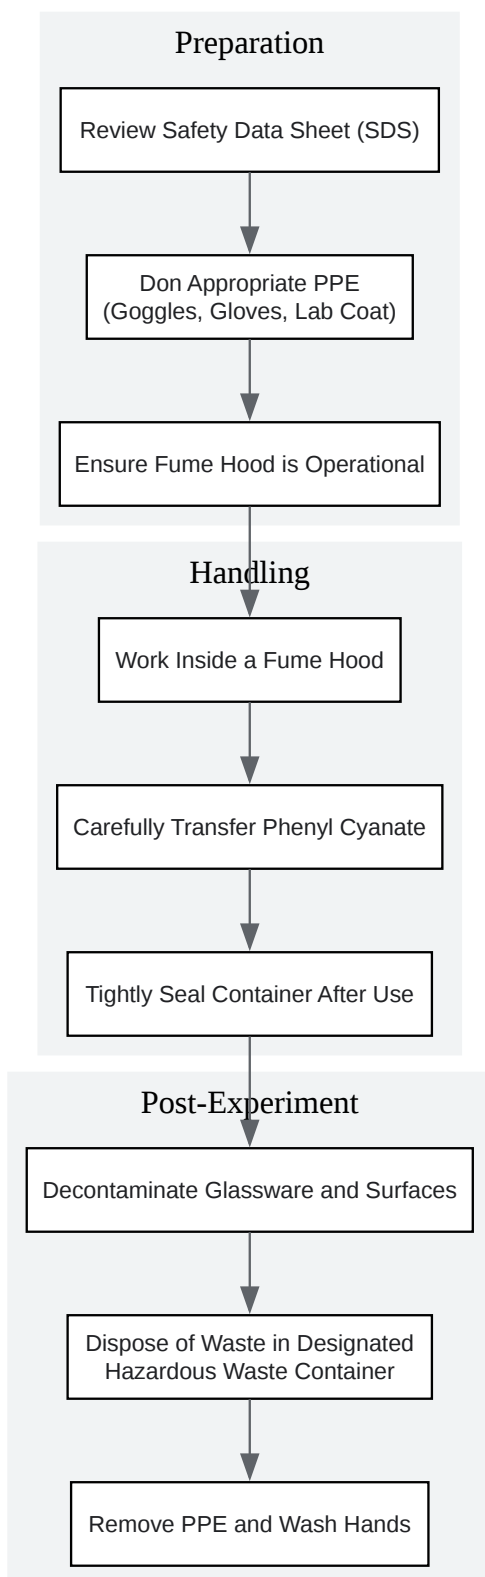 Preparation
Review Safety Data Sheet (SDS)
Don Appropriate PPE
(Goggles, Gloves, Lab Coat)
Ensure Fume Hood is Operational
Handling
Work Inside a Fume Hood
Carefully Transfer Phenyl Cyanate
Tightly Seal Container After Use
Post-Experiment
Decontaminate Glassware and Surfaces
Dispose of Waste in Designated
Hazardous Waste Container
Remove PPE and Wash Hands